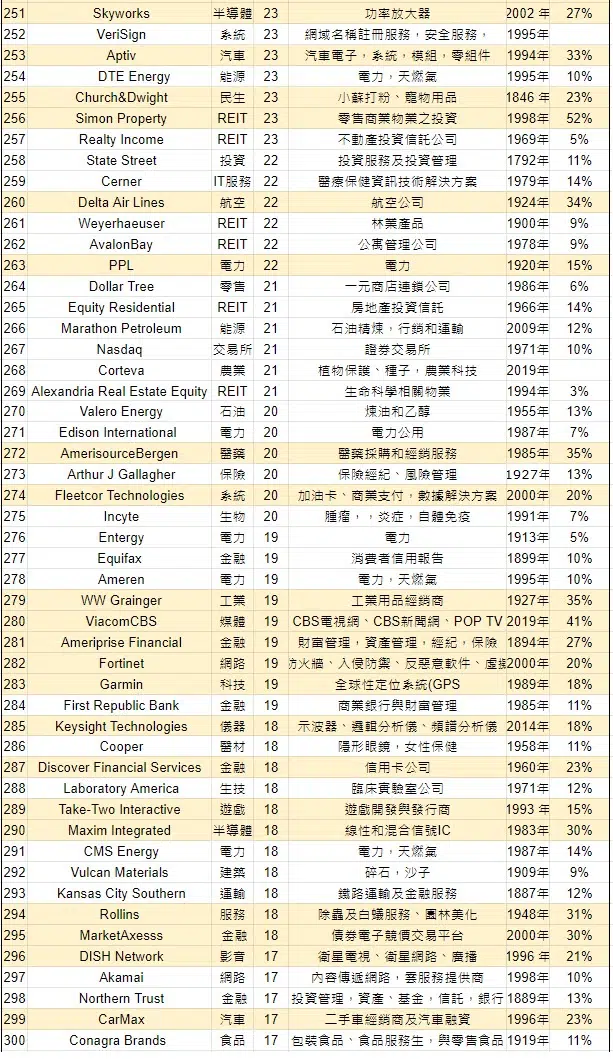 251 Skyworks 半導體 23 功率放大器 2002 年 27%
252 VeriSign 系統 23 網域名稱註冊服務，安全服務， 1995年
253 Aptiv 汽車 23 汽車電子，系統，模組，零組件 1994年 33%
254 DTE Energy 能源 23 電力，天燃氣 1995年 10%
255 Church&Dwight 民生 23 小蘇打粉、寵物用品 1846 年 23%
256 Simon Property REIT 23 零售商業物業之投資 1998年 52%
257 Realty Income REIT 23 不動產投資信託公司 1969年 5%
258 State Street 投資 22 投資服務及投資管理 1792年 11%
259 Cerner IT服務 22 醫療保健資訊技術解決方案 1979年 14%
260 Delta Air Lines 航空 22 航空公司 1924年 34%
261 Weyerhaeuser REIT 22 林業產品 1900年 9%
262 AvalonBay REIT 22 公寓管理公司 1978年 9%
263 PPL 電力 22 電力 1920年 15%
264 Dollar Tree 零售 21 一元商店連鎖公司 1986年 6%
265 Equity Residential REIT 21 房地產投資信託 1966年 14%
266 Marathon Petroleum 能源 21 石油精煉，行銷和運輸 2009年 12%
267 Nasdaq 交易所 21 證券交易所 1971年 10%
268 Corteva 農業 21 植物保護、種子，農業科技 2019年
269 Alexandria Real Estate Equity REIT 21 生命科學相關物業 1994年 3%
270 Valero Energy 石油 20 煉油和乙醇 1955年 13%
271 Edison International 電力 20 電力公用 1987年 7%
272 AmerisourceBergen 醫藥 20 醫藥採購和經銷服務 1985年 35%
273 Arthur J Gallagher 保險 20 保險經紀、風險管理 1927年 13%
274 Fleetcor Technologies 系統 20 加油卡、商業支付，數據解決方案 2000年 20%
275 Incyte 生物 20 腫瘤，，炎症，自體免疫 1991年 7%
276 Entergy 電力 19 電力 1913年 5%
277 Equifax 金融 19 消費者信用報告 1899年 10%
278 Ameren 電力 19 電力，天燃氣 1995年 10%
279 WW Grainger 工業 19 工業用品經銷商 1927年 35%
280 ViacomCBS 媒體 19 CBS電視網、CBS新聞網、POP TV 2019年 41%
281 Ameriprise Financial 金融 19 財富管理，資產管理，經紀，保險 1894年 27%
282 Fortinet 網路 19 防火牆、入侵防禦、反惡意軟件、虛擬 2000年 20%
283 Garmin 科技 19 全球性定位系統(GPS 1989年 18%
284 First Republic Bank 金融 19 商業銀行與財富管理 1985年 11%
285 Keysight Technologies 儀器 18 示波器、邏輯分析儀、頻譜分析儀 2014年 18%
286 Cooper 醫材 18 隱形眼鏡，女性保健 1958年 11%
287 Discover Financial Services 金融 18 信用卡公司 1960年 23%
288 Laboratory America 生技 18 臨床實驗室公司 1971年 12%
289 Take-Two Interactive 遊戲 18 遊戲開發與發行商 1993 年 15%
290 Maxim Integrated 半導體 18 線性和混合信號IC 1983年 30%
291 CMS Energy 電力 18 電力，天燃氣 1987年 14%
292 Vulcan Materials 建築 18 碎石，沙子 1909年 9%
293 Kansas City Southern 運輸 18 鐵路運輸及金融服務 1887年 12%
294 Rollins 服務 18 除蟲及白蟻服務、園林美化 1948年 31%
295 MarketAxesss 金融 18 債券電子競價交易平台 2000年 30%
296 DISH Network 影音 17 衛星電視、衛星網路、廣播 1996 年 21%
297 Akamai 網路 17 內容傳遞網路，雲服務提供商 1998年 10%
298 Northern Trust 金融 17 投資管理，資產、基金，信託，銀行 1889年 13%
299 CarMax 汽車 17 二手車經銷商及汽車融資 1996年 23%
300 Conagra Brands 食品 17 包裝食品、食品服務生，與零售食品 1919年 11%